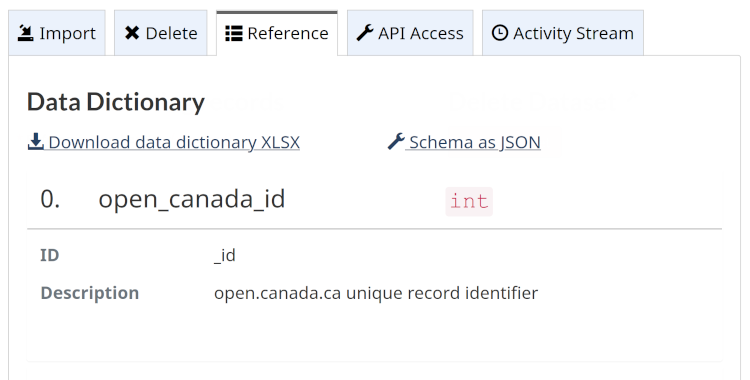 Import Delete Reference API Access Activity Stream
Data Dictionary
Download data dictionary XLSX Schema as JSON
0. open_canada_id int
ID _id
Description open.canada.ca unique record identifier